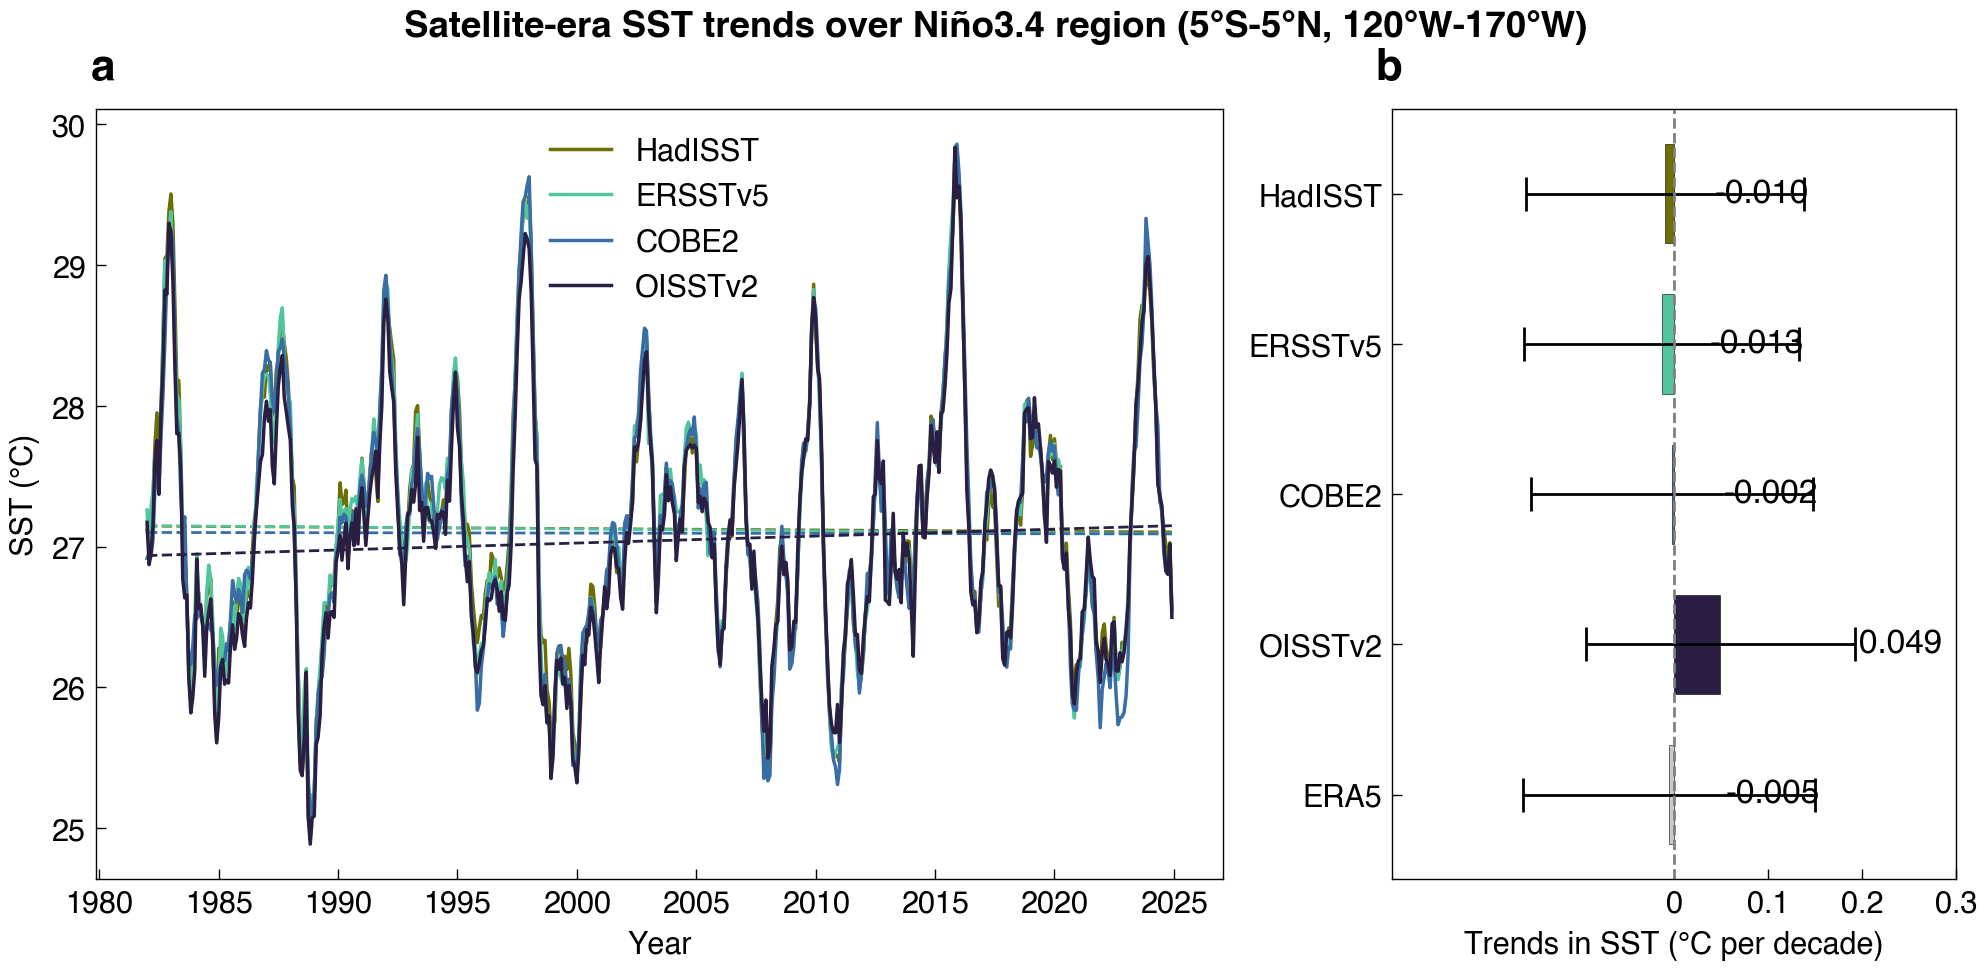 Satellite-era SST trends over Niño3.4 region (5°S-5°N, 120°W-170°W)
a
30
29
28
27
26
25
SST (°C)
HadISST
ERSSTv5
COBE2
OISSTv2
1980 1985 1990 1995 2000 2005 2010 2015 2020 2025
Year
b
HadISST -0.010
ERSSTv5 -0.013
COBE2 -0.002
OISSTv2 0.049
ERA5 -0.005
0 0.1 0.2 0.3
Trends in SST (°C per decade)